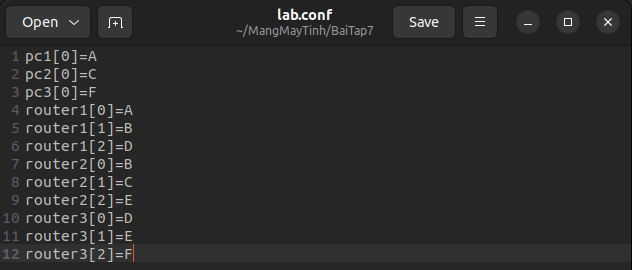 Open
lab.conf
~/MangMayTinh/BaiTap7
Save
1 pc1[0]=A
2 pc2[0]=C
3 pc3[0]=F
4 router1[0]=A
5 router1[1]=B
6 router1[2]=D
7 router2[0]=B
8 router2[1]=C
9 router2[2]=E
10 router3[0]=D
11 router3[1]=E
12 router3[2]=F